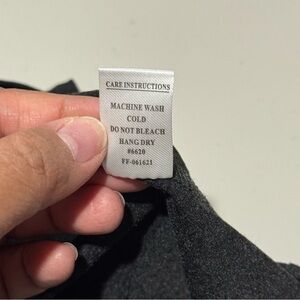 CARE INSTRUCTIONS
MACHINE WASH
COLD
DO NOT BLEACH
HANG DRY
#6620
FF-061621